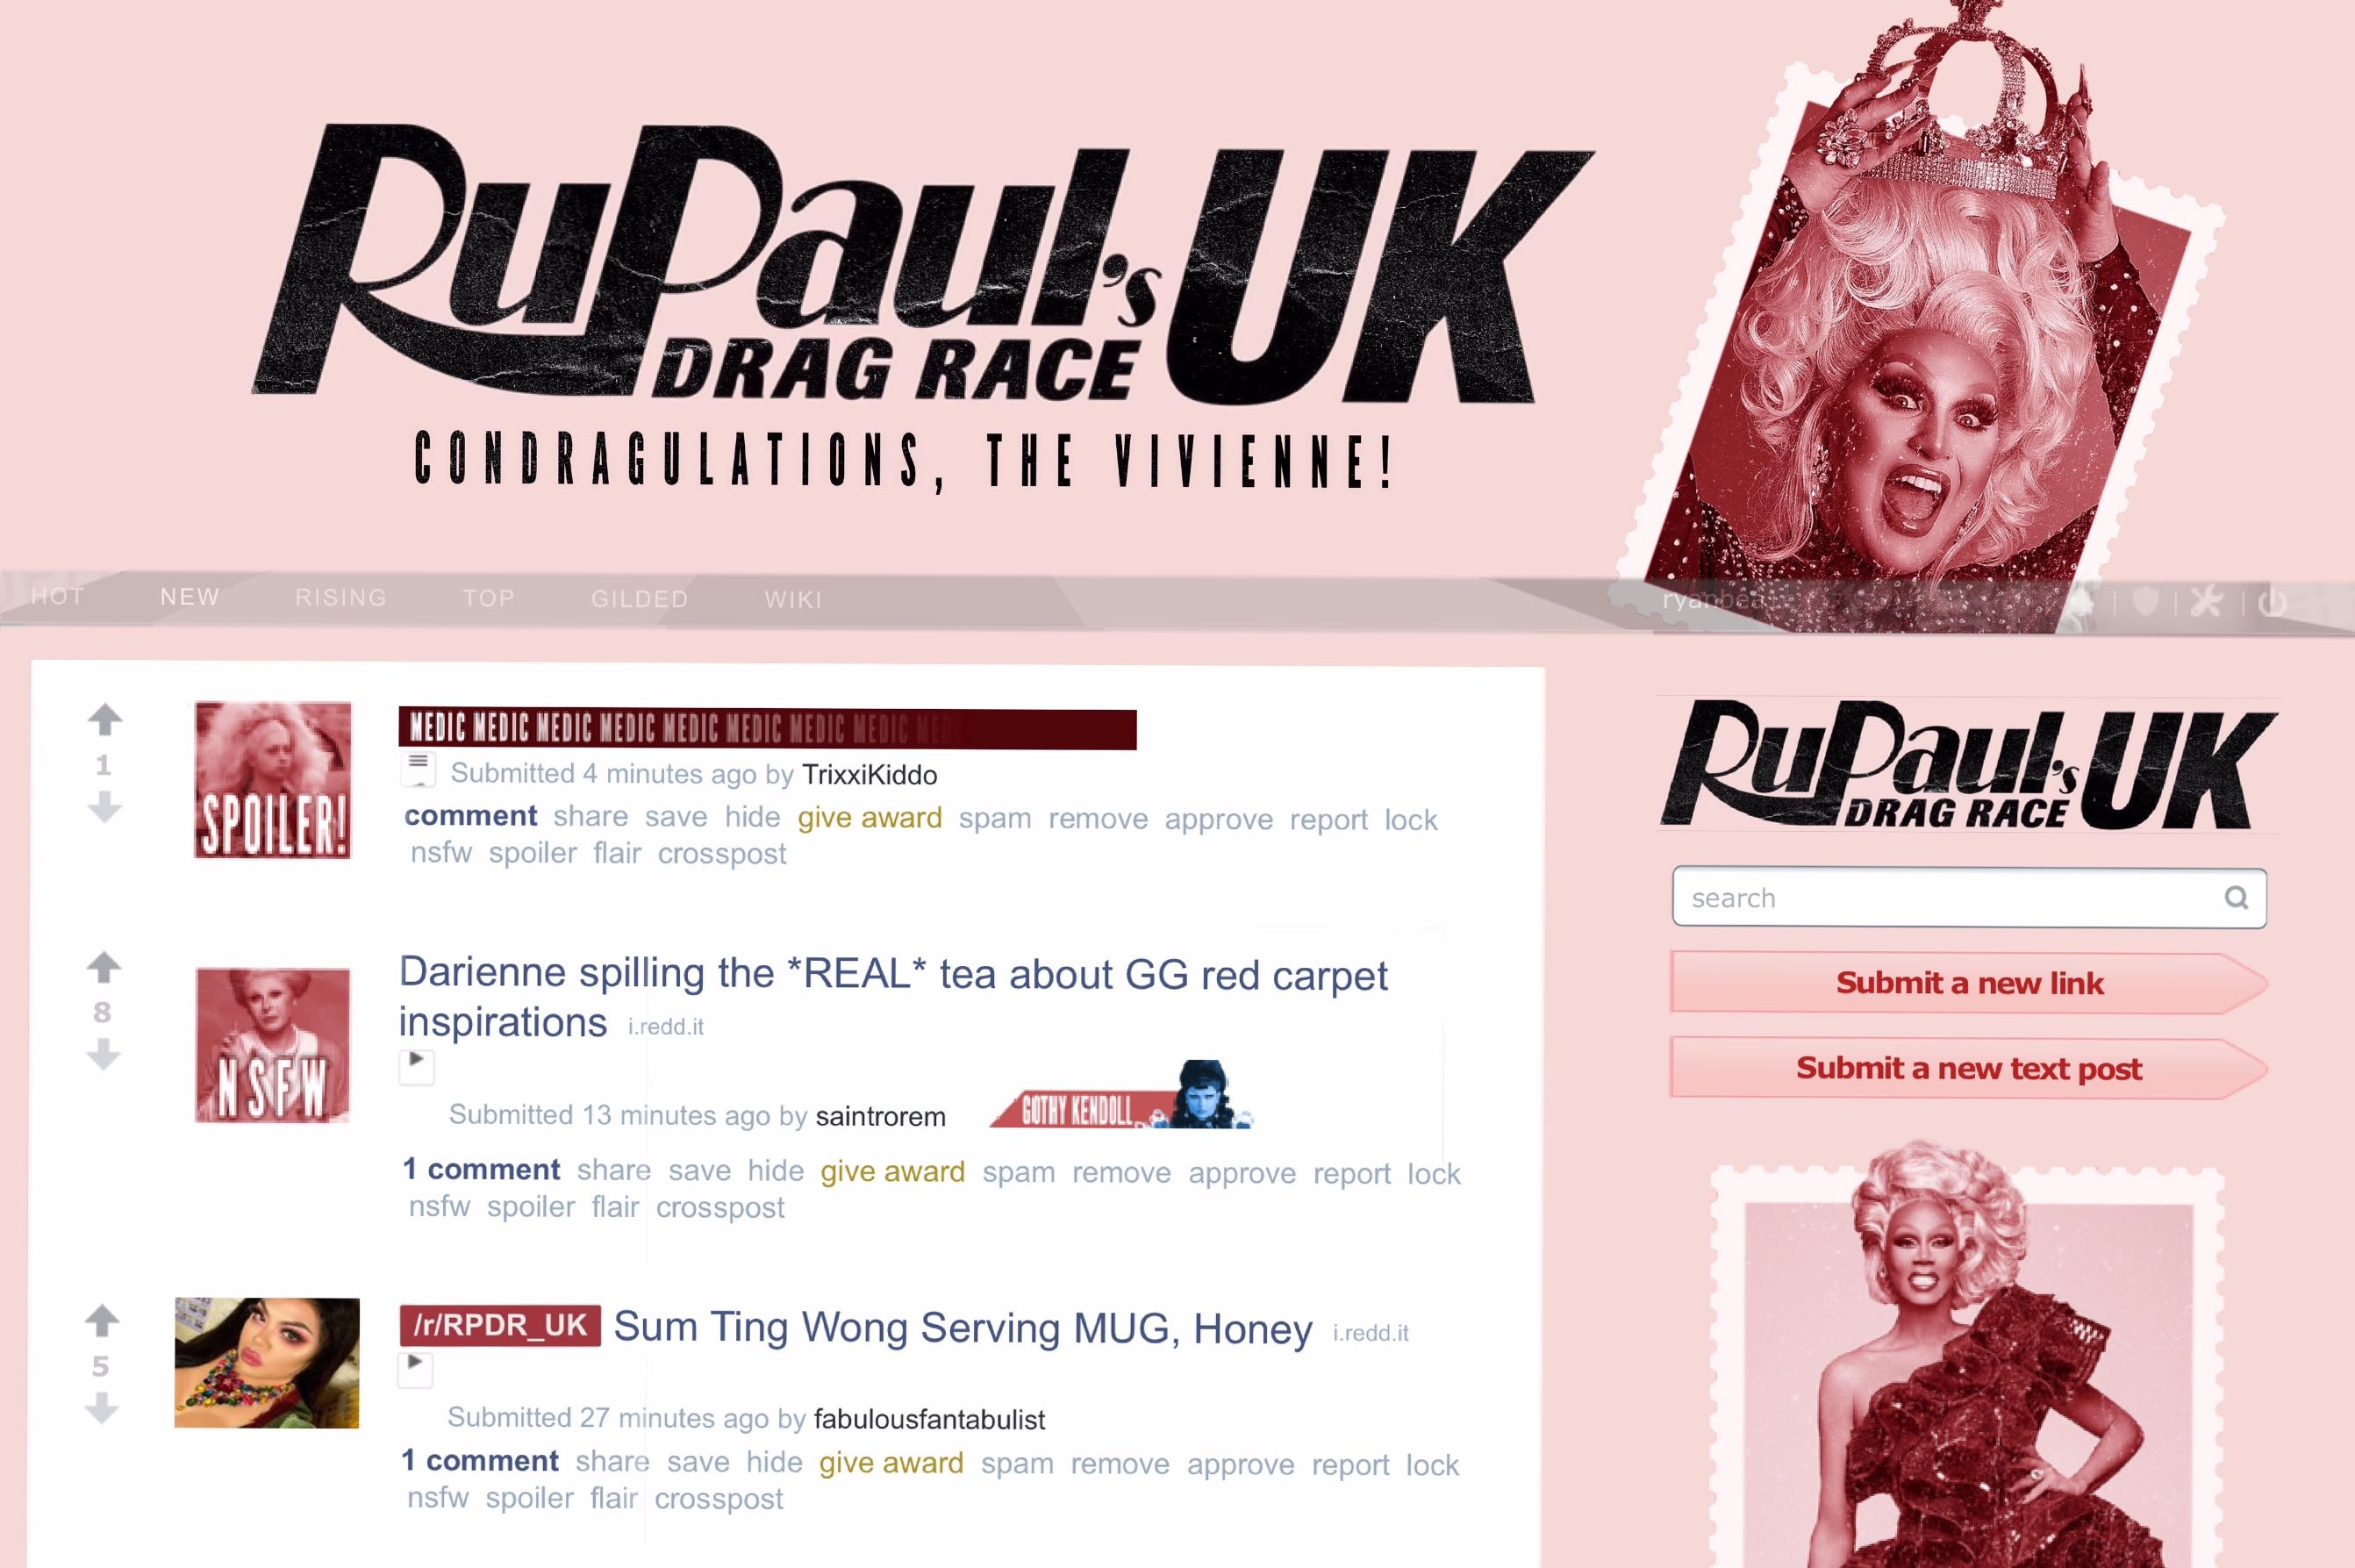 RuPaul's UK
DRAG RACE
CONDRAGULATIONS, THE VIVIENNE!
HOT NEW RISING TOP GILDED WIKI
MEDIC MEDIC MEDIC MEDIC MEDIC MEDIC MEDIC MEDIC
1
SPOILER!
Submitted 4 minutes ago by TrixxiKiddo
comment share save hide give award spam remove approve report lock
nsfw spoiler flair crosspost
Darienne spilling the *REAL* tea about GG red carpet
inspirations i.redd.it
8
NSFW
Submitted 13 minutes ago by saintrorem GOTHY KENDOLL
1 comment share save hide give award spam remove approve report lock
nsfw spoiler flair crosspost
/r/RPDR_UK Sum Ting Wong Serving MUG, Honey i.redd.it
5
Submitted 27 minutes ago by fabulousfantabulist
1 comment share save hide give award spam remove approve report lock
nsfw spoiler flair crosspost
RuPaul's UK
DRAG RACE
search
Submit a new link
Submit a new text post